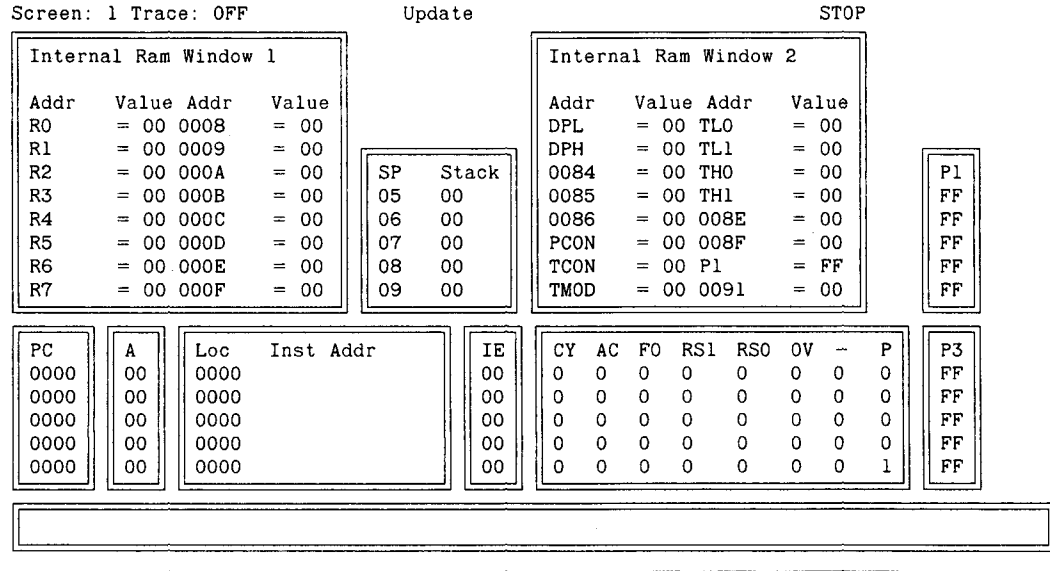 Screen: 1 Trace: OFF Update STOP
Internal Ram Window 1
Addr Value Addr Value
R0 = 00 0008 = 00
R1 = 00 0009 = 00
R2 = 00 000A = 00
R3 = 00 000B = 00
R4 = 00 000C = 00
R5 = 00 000D = 00
R6 = 00 000E = 00
R7 = 00 000F = 00
SP Stack
05 00
06 00
07 00
08 00
09 00
Internal Ram Window 2
Addr Value Addr Value
DPL = 00 TL0 = 00
DPH = 00 TL1 = 00
0084 = 00 TH0 = 00
0085 = 00 TH1 = 00
0086 = 00 008E = 00
PCON = 00 008F = 00
TCON = 00 P1 = FF
TMOD = 00 0091 = 00
P1
FF
FF
FF
FF
FF
PC
0000
0000
0000
0000
0000
A
00
00
00
00
00
Loc Inst Addr
0000
0000
0000
0000
0000
IE
00
00
00
00
00
CY AC F0 RS1 RS0 OV - P
0 0 0 0 0 0 0 0
0 0 0 0 0 0 0 0
0 0 0 0 0 0 0 0
0 0 0 0 0 0 0 0
0 0 0 0 0 0 0 1
P3
FF
FF
FF
FF
FF